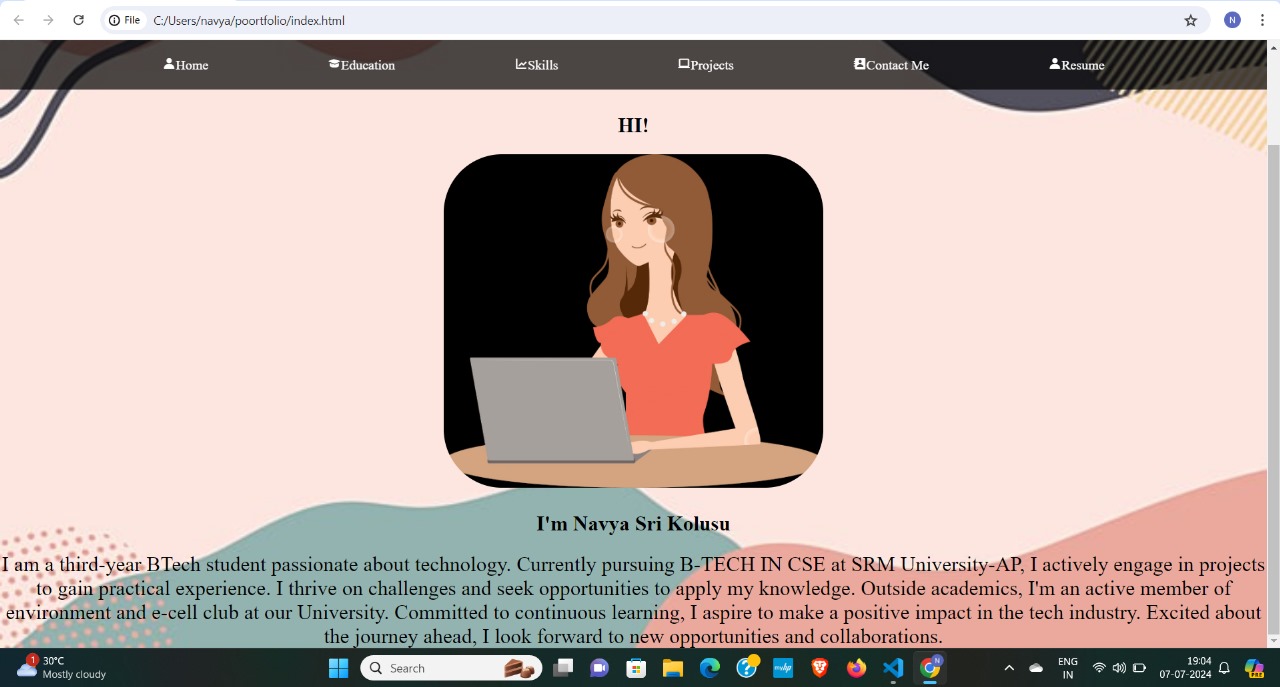 File C:/Users/navya/poortfolio/index.html N
Home Education Skills Projects Contact Me Resume
HI!
I'm Navya Sri Kolusu
I am a third-year BTech student passionate about technology. Currently pursuing B-TECH IN CSE at SRM University-AP, I actively engage in projects
to gain practical experience. I thrive on challenges and seek opportunities to apply my knowledge. Outside academics, I'm an active member of
environment and e-cell club at our University. Committed to continuous learning, I aspire to make a positive impact in the tech industry. Excited about
the journey ahead, I look forward to new opportunities and collaborations.
1 30°C
Mostly cloudy
Search
ENG
IN
19:04
07-07-2024
PRE